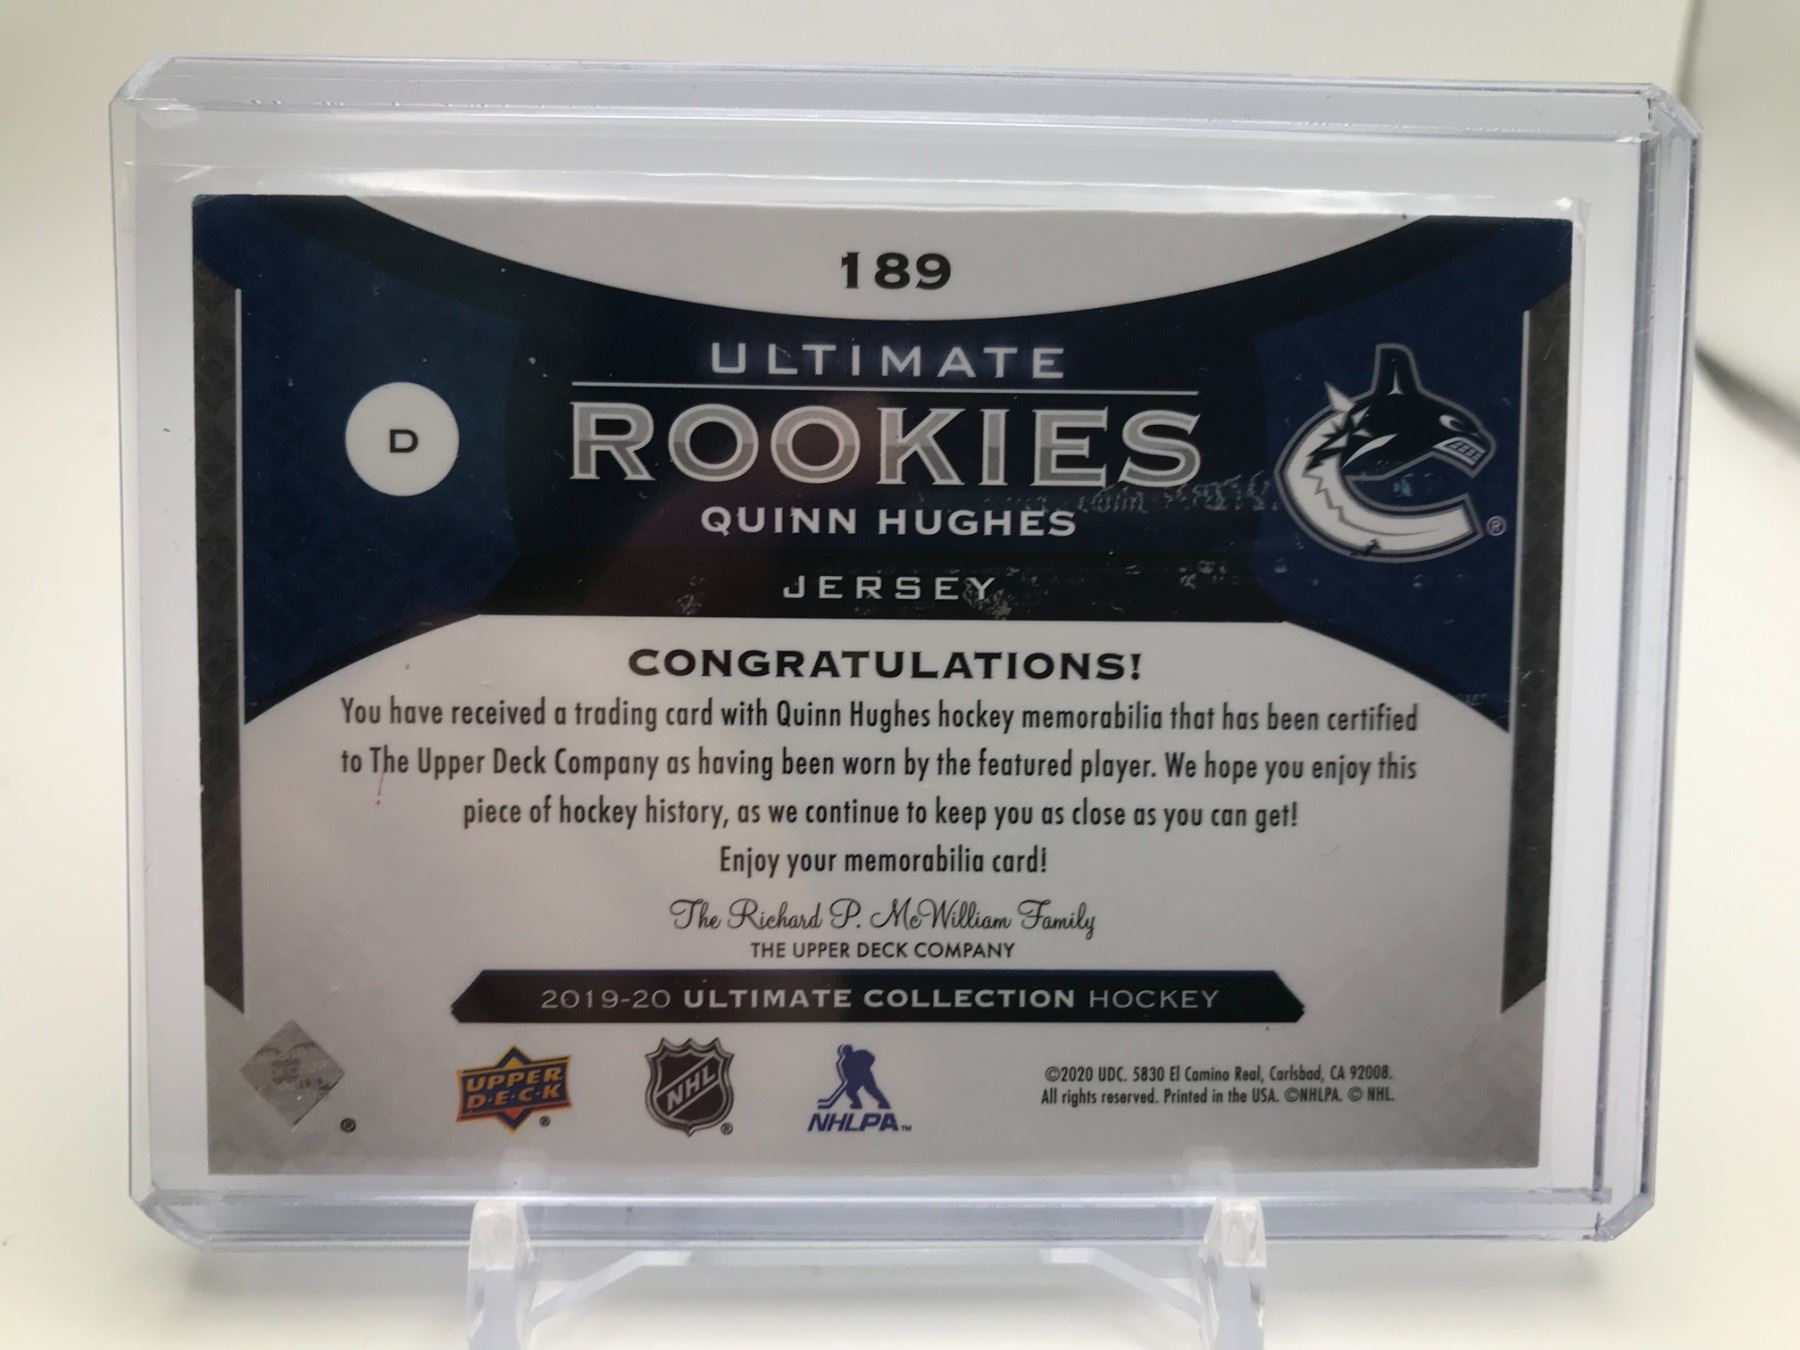 189
ULTIMATE
ROOKIES
D
QUINN HUGHES
®
JERSEY
CONGRATULATIONS!
You have received a trading card with Quinn Hughes hockey memorabilia that has been certified
to The Upper Deck Company as having been worn by the featured player. We hope you enjoy this
piece of hockey history, as we continue to keep you as close as you can get!
Enjoy your memorabilia card!
The Richard P. McWilliam Family
THE UPPER DECK COMPANY
2019-20 ULTIMATE COLLECTION HOCKEY
®
UPPER
D·E·C·K
®
NHL
®
NHLPA™
©2020 UDC. 5830 El Camino Real, Carlsbad, CA 92008.
All rights reserved. Printed in the USA. ©NHLPA. © NHL.